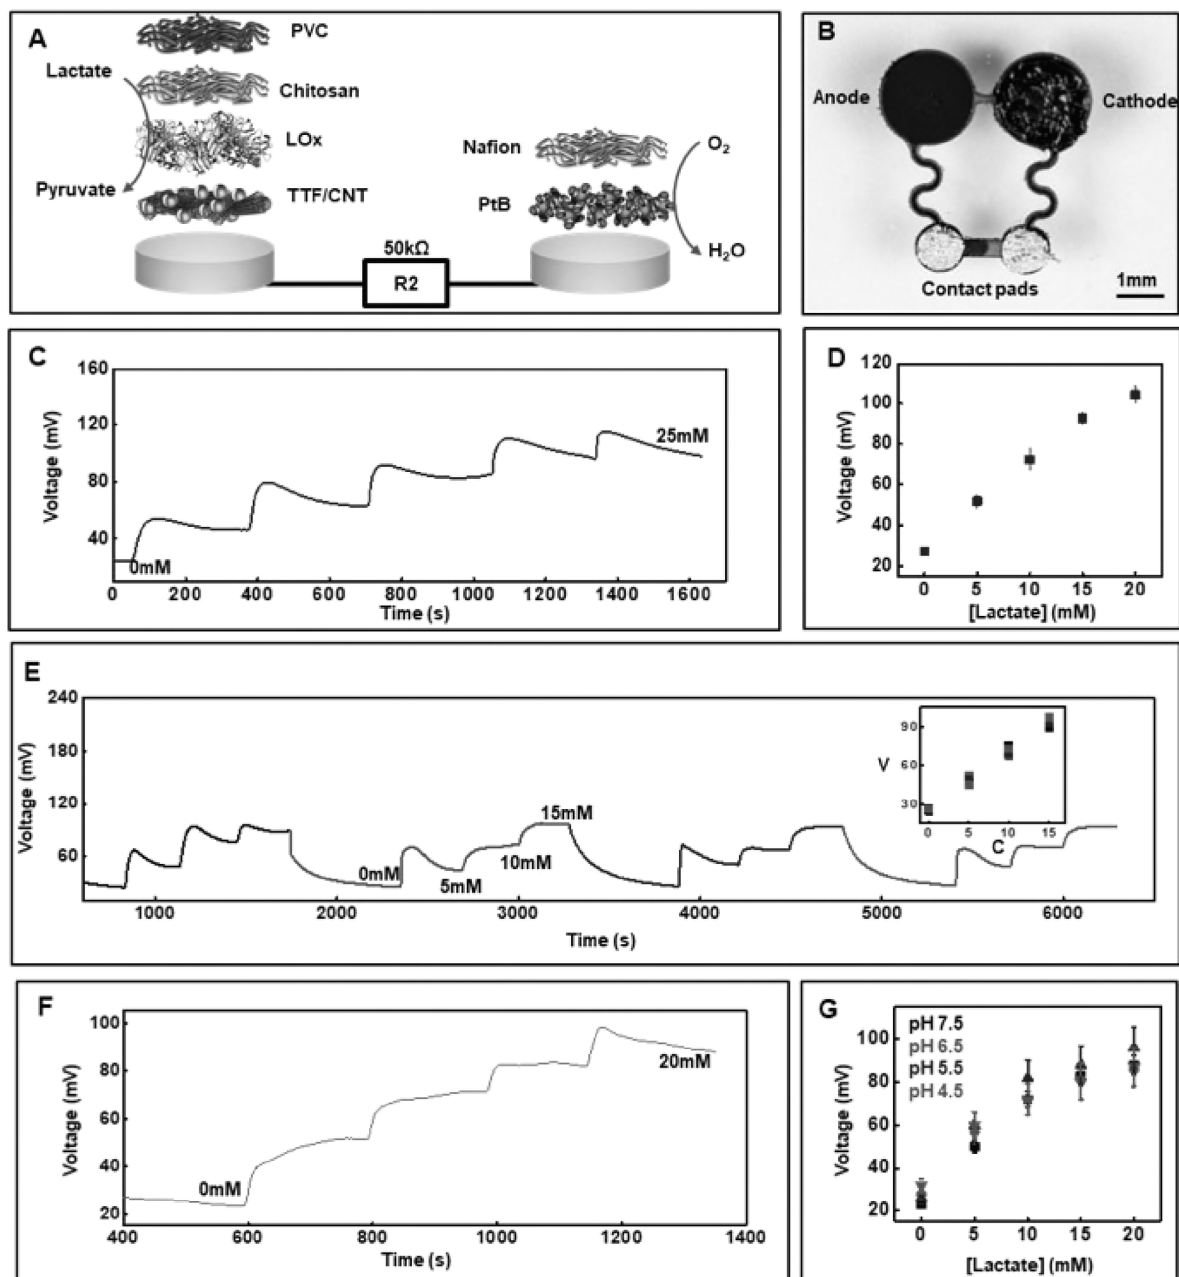 A
PVC
Lactate
Chitosan
LOx
Pyruvate
TTF/CNT
Nafion
O2
PtB
H2O
50kΩ
R2
B
Anode
Cathode
Contact pads
1mm
C
160
120
80
40
0
Voltage (mV)
0mM
25mM
0 200 400 600 800 1000 1200 1400 1600
Time (s)
D
120
100
80
60
40
20
Voltage (mV)
0 5 10 15 20
[Lactate] (mM)
E
240
180
120
60
Voltage (mV)
0mM
5mM
10mM
15mM
90
60
30
V
0 5 10 15
C
1000 2000 3000 4000 5000 6000
Time (s)
F
100
80
60
40
20
Voltage (mV)
0mM
20mM
400 600 800 1000 1200 1400
Time (s)
G
pH 7.5
pH 6.5
pH 5.5
pH 4.5
100
80
60
40
20
Voltage (mV)
0 5 10 15 20
[Lactate] (mM)